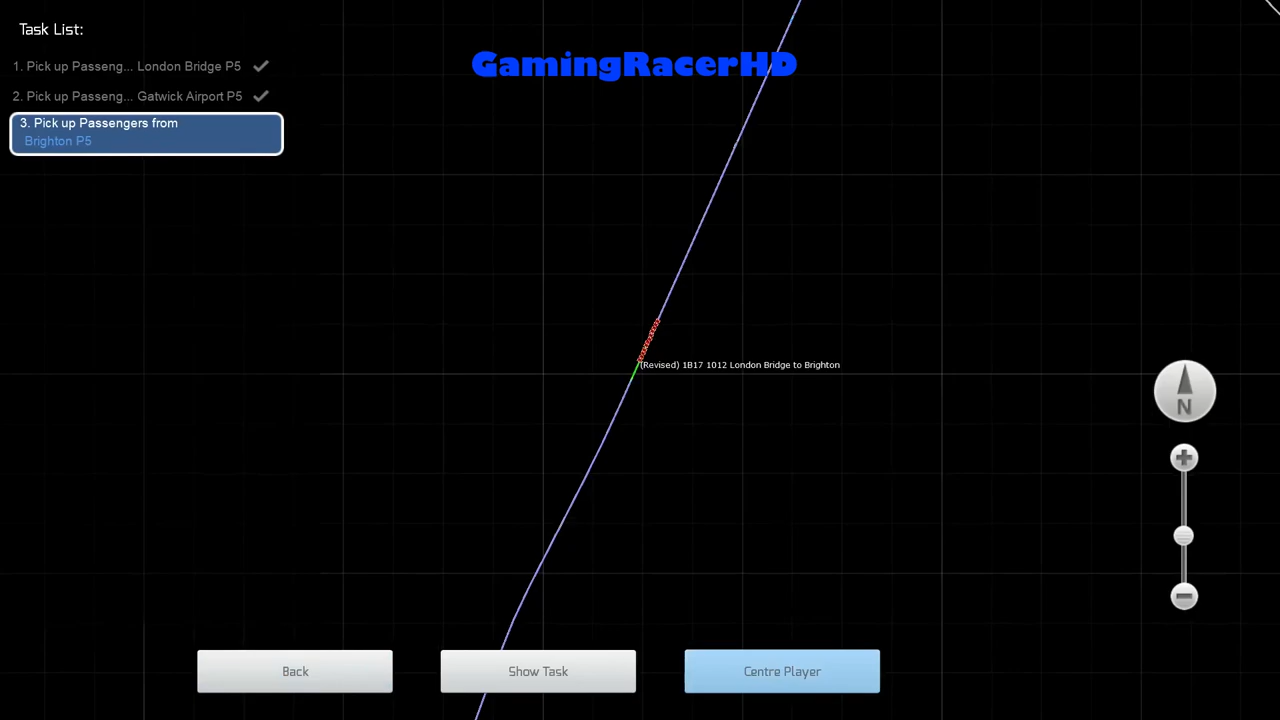 Task List:
GamingRacerHD
1. Pick up Passeng... London Bridge P5
2. Pick up Passeng... Gatwick Airport P5
3. Pick up Passengers from
Brighton P5
(Revised) 1B17 1012 London Bridge to Brighton
N
Back
Show Task
Centre Player